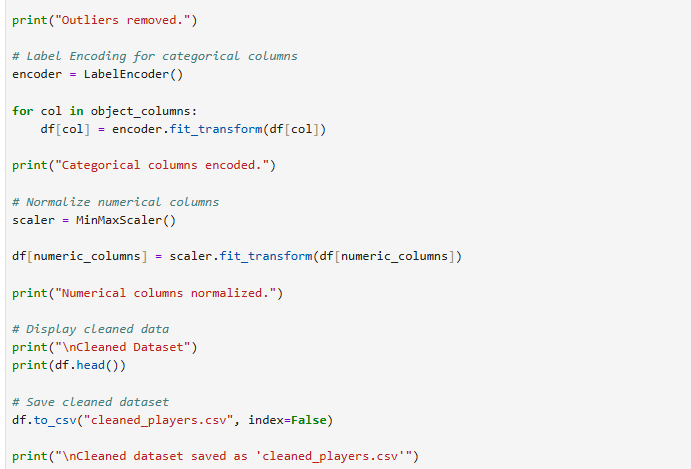 print("Outliers removed.")
# Label Encoding for categorical columns
encoder = LabelEncoder()
for col in object_columns:
    df[col] = encoder.fit_transform(df[col])
print("Categorical columns encoded.")
# Normalize numerical columns
scaler = MinMaxScaler()
df[numeric_columns] = scaler.fit_transform(df[numeric_columns])
print("Numerical columns normalized.")
# Display cleaned data
print("\nCleaned Dataset")
print(df.head())
# Save cleaned dataset
df.to_csv("cleaned_players.csv", index=False)
print("\nCleaned dataset saved as 'cleaned_players.csv'")